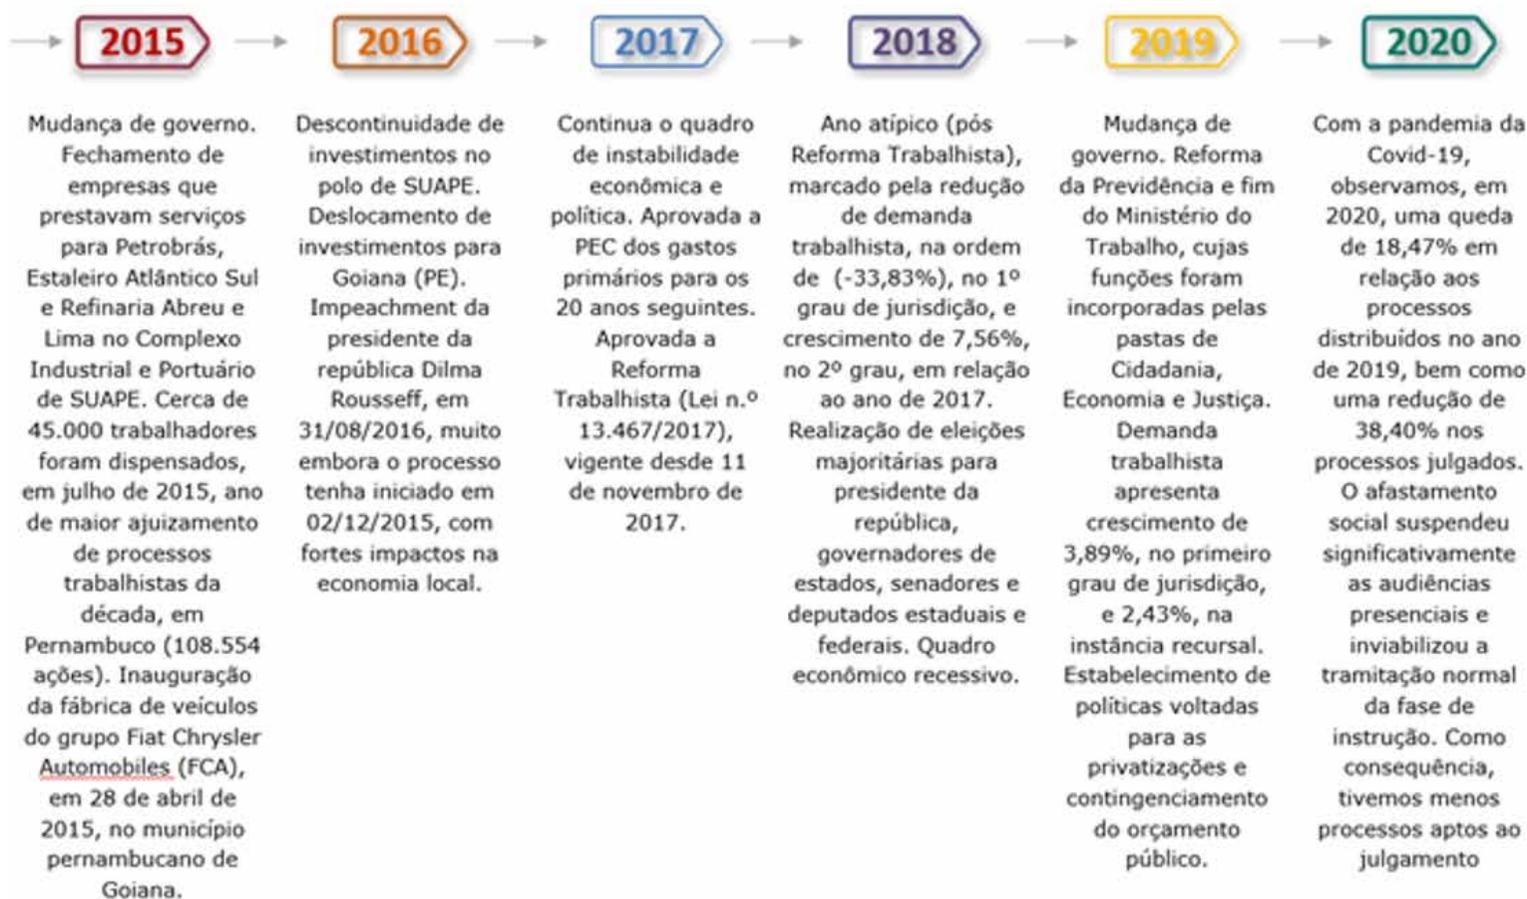 2015
Mudança de governo.
Fechamento de
empresas que
prestavam serviços
para Petrobrás,
Estaleiro Atlântico Sul
e Refinaria Abreu e
Lima no Complexo
Industrial e Portuário
de SUAPE. Cerca de
45.000 trabalhadores
foram dispensados,
em julho de 2015, ano
de maior ajuizamento
de processos
trabalhistas da
década, em
Pernambuco (108.554
ações). Inauguração
da fábrica de veículos
do grupo Fiat Chrysler
Automobiles (FCA),
em 28 de abril de
2015, no município
pernambucano de
Goiana.
2016
Descontinuidade de
investimentos no
polo de SUAPE.
Deslocamento de
investimentos para
Goiana (PE).
Impeachment da
presidente da
república Dilma
Rousseff, em
31/08/2016, muito
embora o processo
tenha iniciado em
02/12/2015, com
fortes impactos na
economia local.
2017
Continua o quadro
de instabilidade
econômica e
política. Aprovada a
PEC dos gastos
primários para os
20 anos seguintes.
Aprovada a
Reforma
Trabalhista (Lei n.º
13.467/2017),
vigente desde 11
de novembro de
2017.
2018
Ano atípico (pós
Reforma Trabalhista),
marcado pela redução
de demanda
trabalhista, na ordem
de (-33,83%), no 1º
grau de jurisdição, e
crescimento de 7,56%,
no 2º grau, em relação
ao ano de 2017.
Realização de eleições
majoritárias para
presidente da
república,
governadores de
estados, senadores e
deputados estaduais e
federais. Quadro
econômico recessivo.
2019
Mudança de
governo. Reforma
da Previdência e fim
do Ministério do
Trabalho, cujas
funções foram
incorporadas pelas
pastas de
Cidadania,
Economia e Justiça.
Demanda
trabalhista
apresenta
crescimento de
3,89%, no primeiro
grau de jurisdição,
e 2,43%, na
instância recursal.
Estabelecimento de
políticas voltadas
para as
privatizações e
contingenciamento
do orçamento
público.
2020
Com a pandemia da
Covid-19,
observamos, em
2020, uma queda
de 18,47% em
relação aos
processos
distribuídos no ano
de 2019, bem como
uma redução de
38,40% nos
processos julgados.
O afastamento
social suspendeu
significativamente
as audiências
presenciais e
inviabilizou a
tramitação normal
da fase de
instrução. Como
consequência,
tivemos menos
processos aptos ao
julgamento